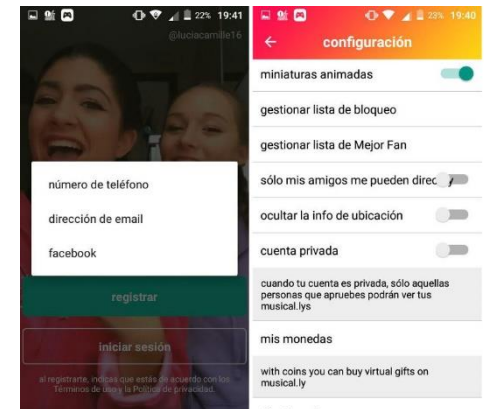 22% 19:41
@luciacamille16
número de teléfono
dirección de email
facebook
registrar
iniciar sesión
al registrarte, indicas que estás de acuerdo con los
Términos de uso y la Política de privacidad.
23% 19:40
configuración
miniaturas animadas
gestionar lista de bloqueo
gestionar lista de Mejor Fan
sólo mis amigos me pueden direc
ocultar la info de ubicación
cuenta privada
cuando tu cuenta es privada, sólo aquellas
personas que apruebes podrán ver tus
musical.lys
mis monedas
with coins you can buy virtual gifts on
musical.ly